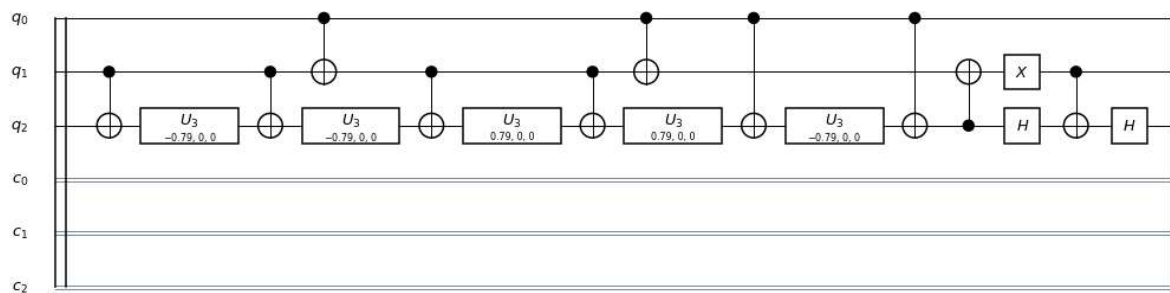 q0
q1 X
q2 U3 U3 U3 U3 U3 H H
−0.79, 0, 0 −0.79, 0, 0 0.79, 0, 0 0.79, 0, 0 −0.79, 0, 0
c0
c1
c2